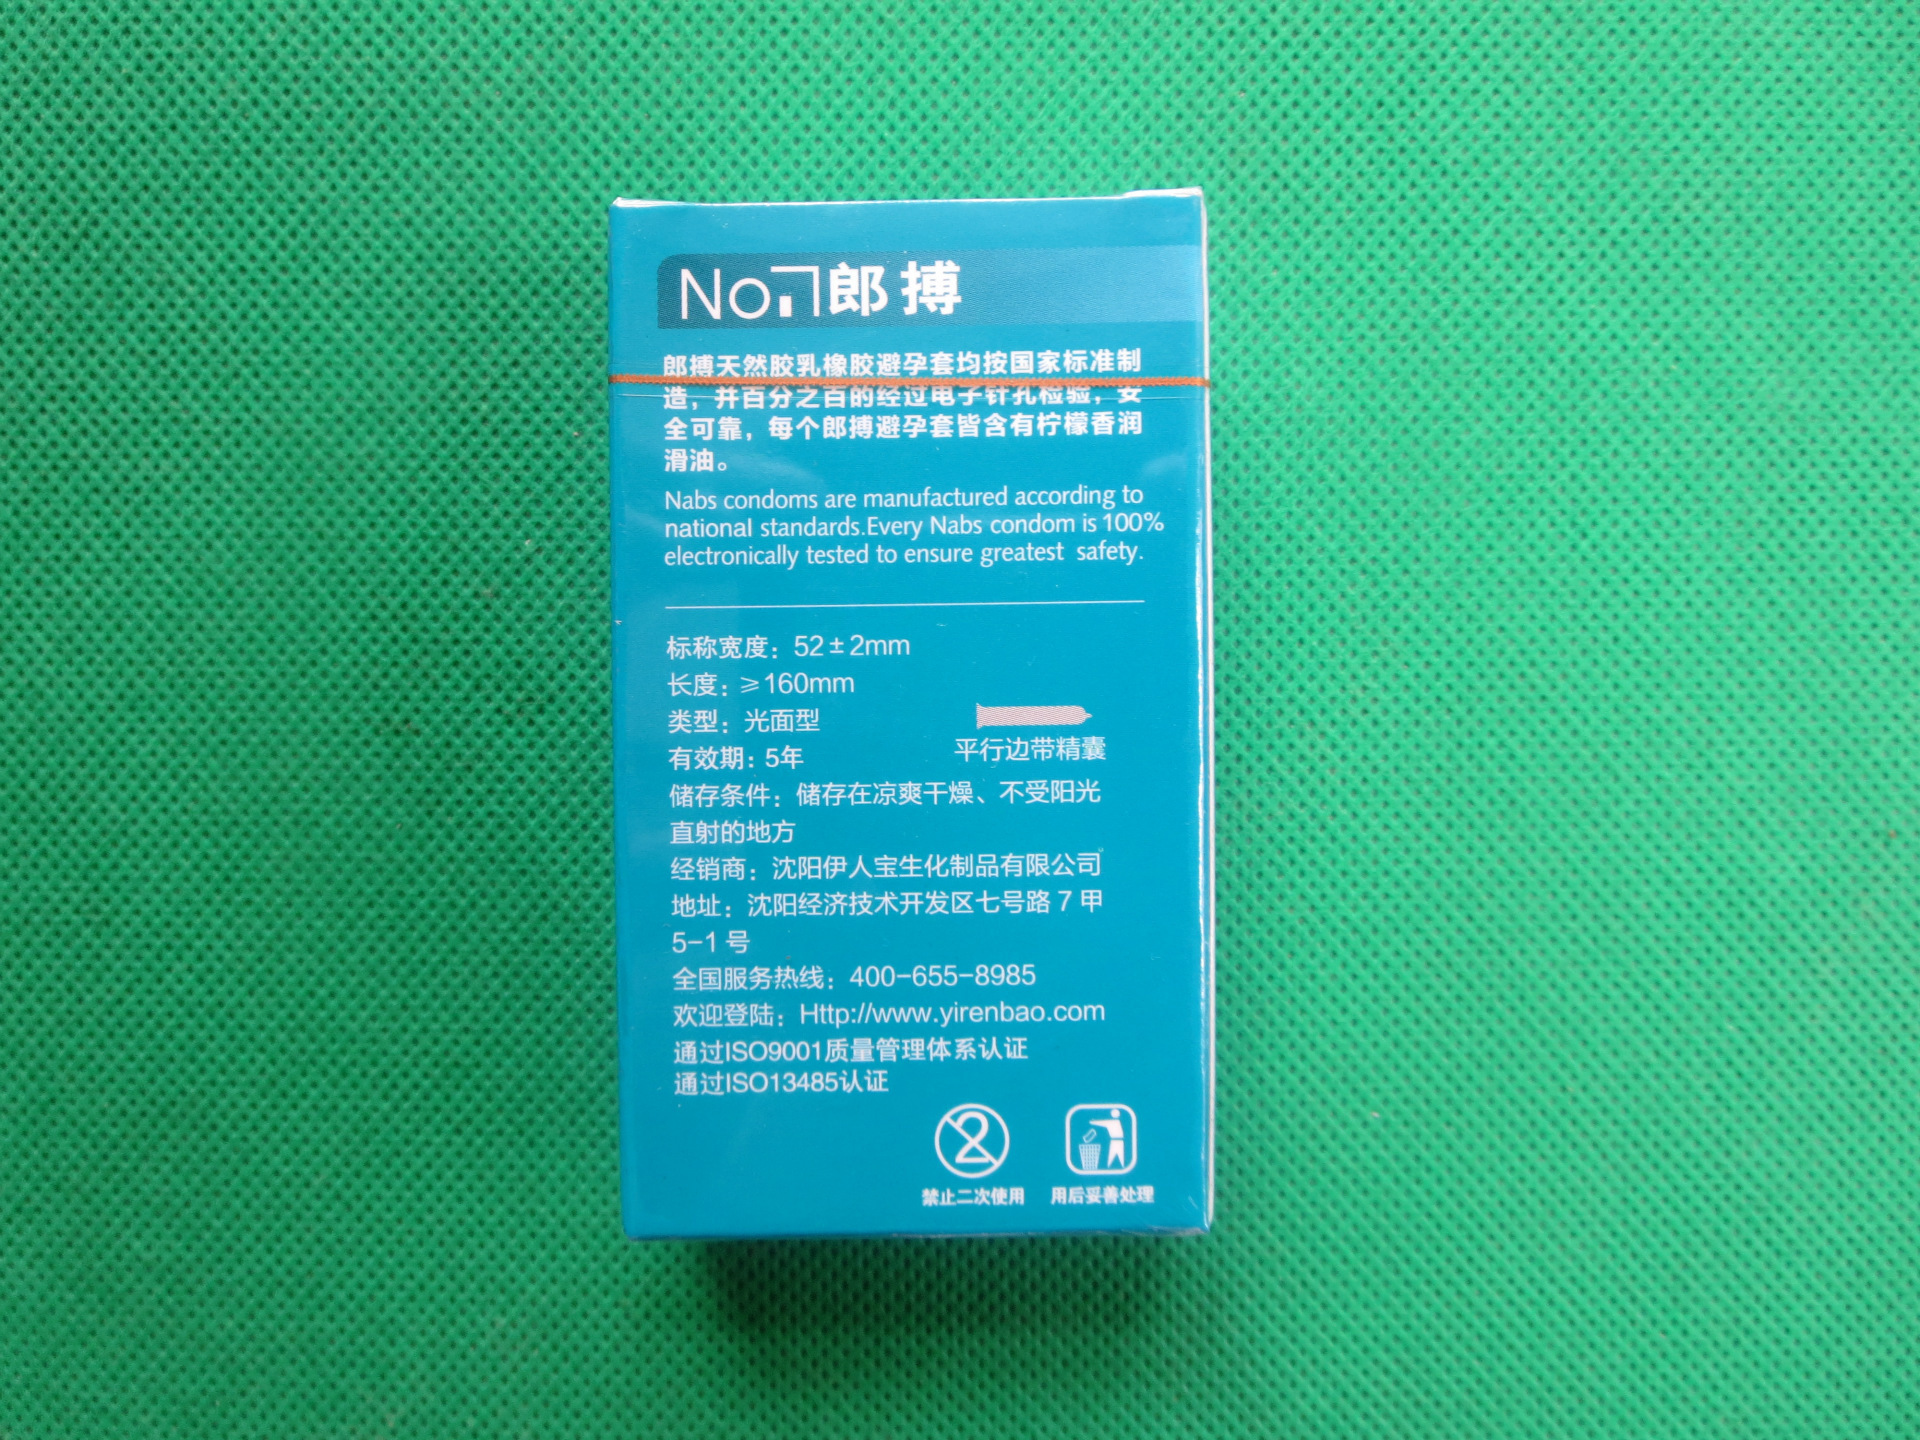 No 郎搏
郎搏天然胶乳橡胶避孕套均按国家标准制
造，并百分之百的经过电子针孔检验，安
全可靠，每个郎搏避孕套皆含有柠檬香润
滑油。
Nabs condoms are manufactured according to
national standards.Every Nabs condom is 100%
electronically tested to ensure greatest safety.
标称宽度：52±2mm
长度：≥160mm
类型：光面型
有效期：5年
平行边带精囊
储存条件：储存在凉爽干燥、不受阳光
直射的地方
经销商：沈阳伊人宝生化制品有限公司
地址：沈阳经济技术开发区七号路 7 甲
5-1 号
全国服务热线：400-655-8985
欢迎登陆：Http://www.yirenbao.com
通过ISO9001质量管理体系认证
通过ISO13485认证
2
禁止二次使用 用后妥善处理